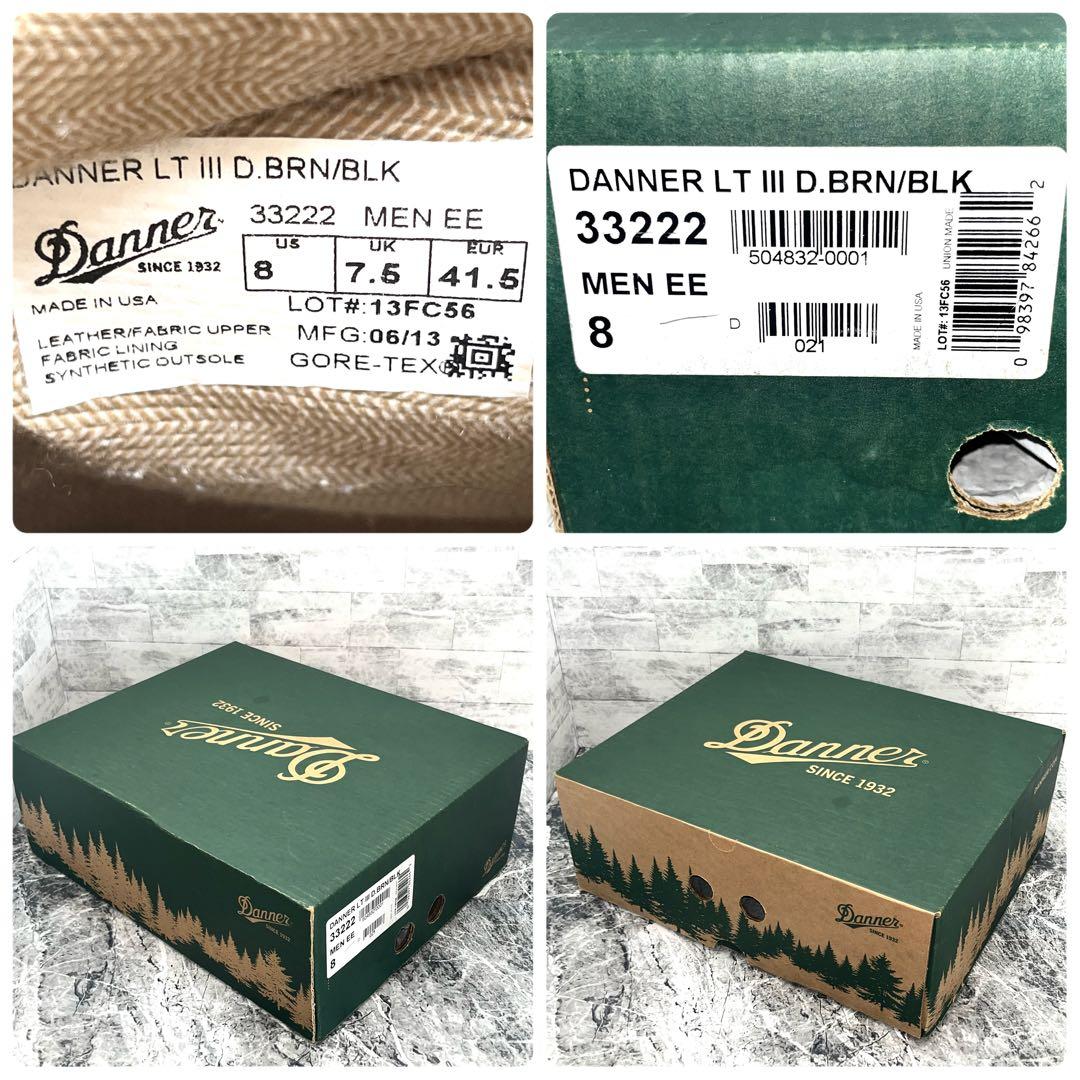 DANNER LT III D.BRN/BLK
33222 MEN EE
Danner
SINCE 1932
US UK EUR
8 7.5 41.5
MADE IN USA
LOT#: 13FC56
LEATHER/FABRIC UPPER
FABRIC LINING
SYNTHETIC OUTSOLE
MFG: 06/13
GORE-TEX®
DANNER LT III D.BRN/BLK
33222
504832-0001
MEN EE
8
D
021
MADE IN USA
LOT#: 13FC56 UNION MADE
0 98397 84266 2
Danner
SINCE 1932
Danner
SINCE 1932
Danner
DANNER LT III D.BRN/BLK
33222
MEN EE
8
Danner
SINCE 1932
Danner
SINCE 1932